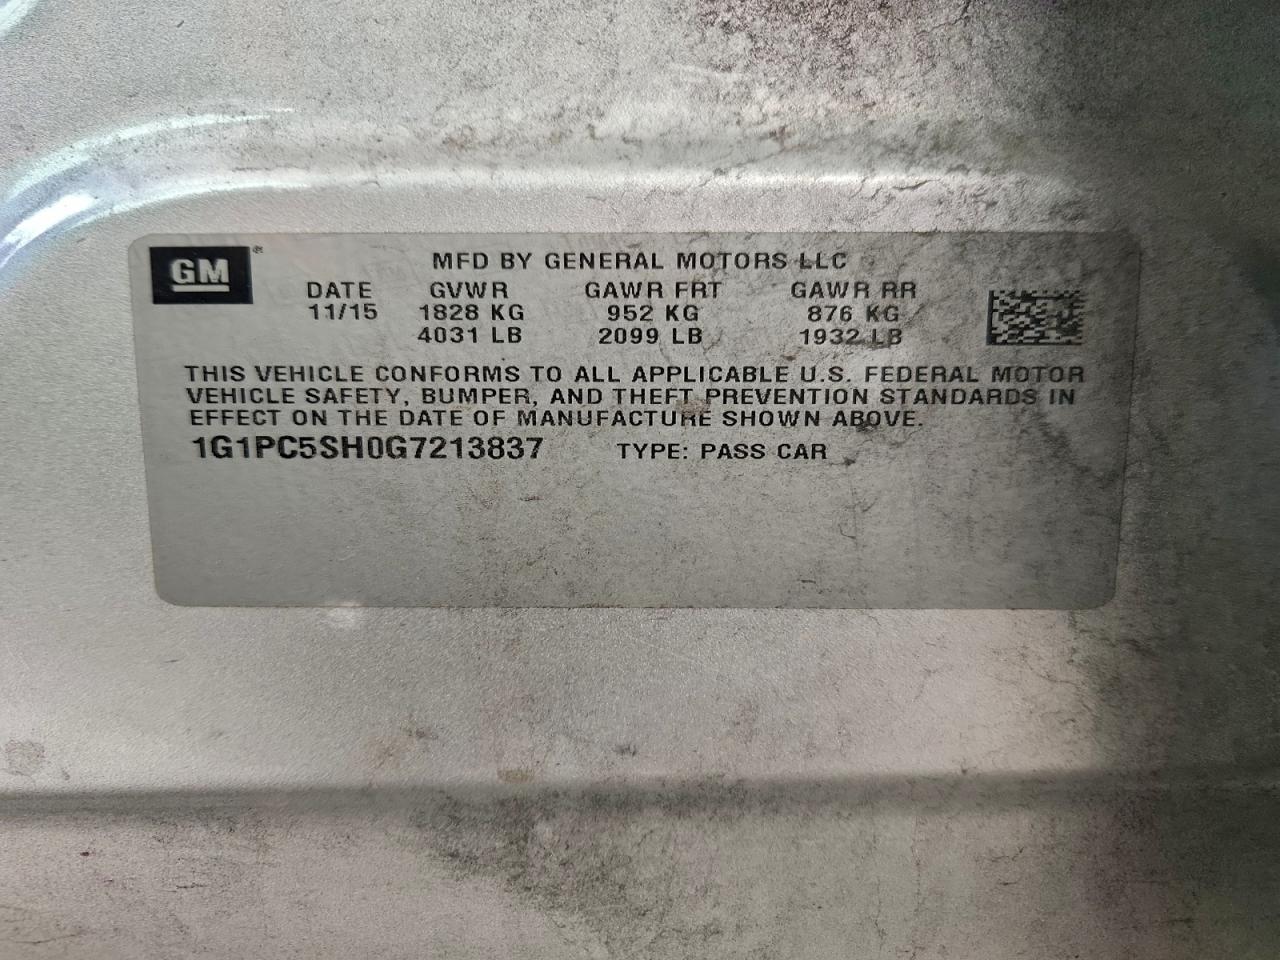 GM®
MFD BY GENERAL MOTORS LLC
DATE GVWR GAWR FRT GAWR RR
11/15 1828 KG 952 KG 876 KG
4031 LB 2099 LB 1932 LB
THIS VEHICLE CONFORMS TO ALL APPLICABLE U.S. FEDERAL MOTOR
VEHICLE SAFETY, BUMPER, AND THEFT PREVENTION STANDARDS IN
EFFECT ON THE DATE OF MANUFACTURE SHOWN ABOVE.
1G1PC5SH0G7213837 TYPE: PASS CAR